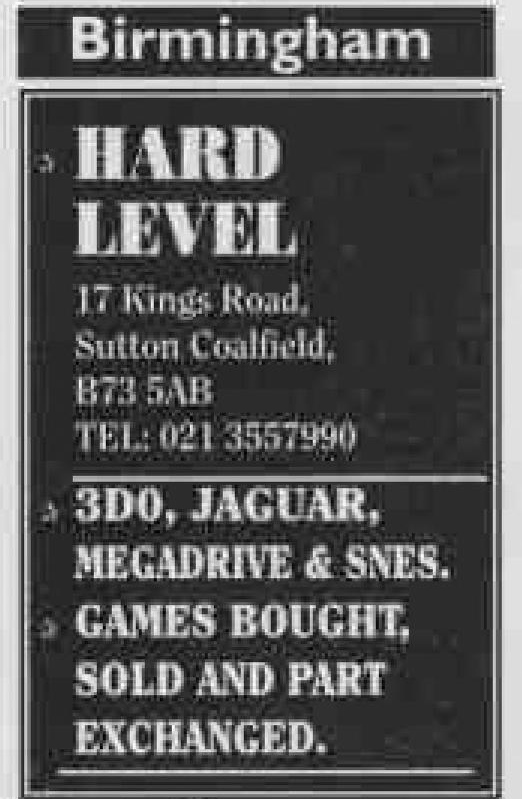 Birmingham
HARD
LEVEL
17 Kings Road,
Sutton Coalfield,
B73 5AB
TEL: 021 3557990
3DO, JAGUAR,
MEGADRIVE & SNES.
GAMES BOUGHT,
SOLD AND PART
EXCHANGED.